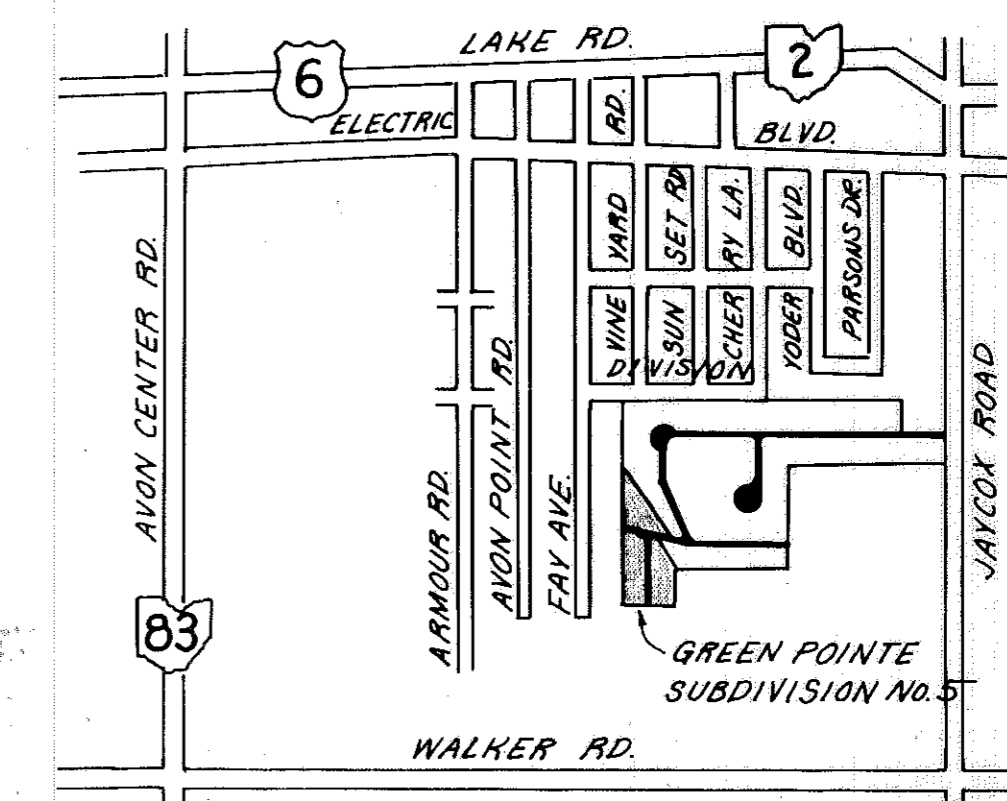 LAKE RD.
6
2
ELECTRIC
BLVD.
RD.
VINE YARD
SUN SET RD
CHER RY LA.
YODER BLVD.
PARSONS DR.
DIVISION
AVON CENTER RD.
ARMOUR RD.
AVON POINT RD.
FAY AVE.
JAYCOX ROAD
83
GREEN POINTE
SUBDIVISION NO. 5
WALKER RD.